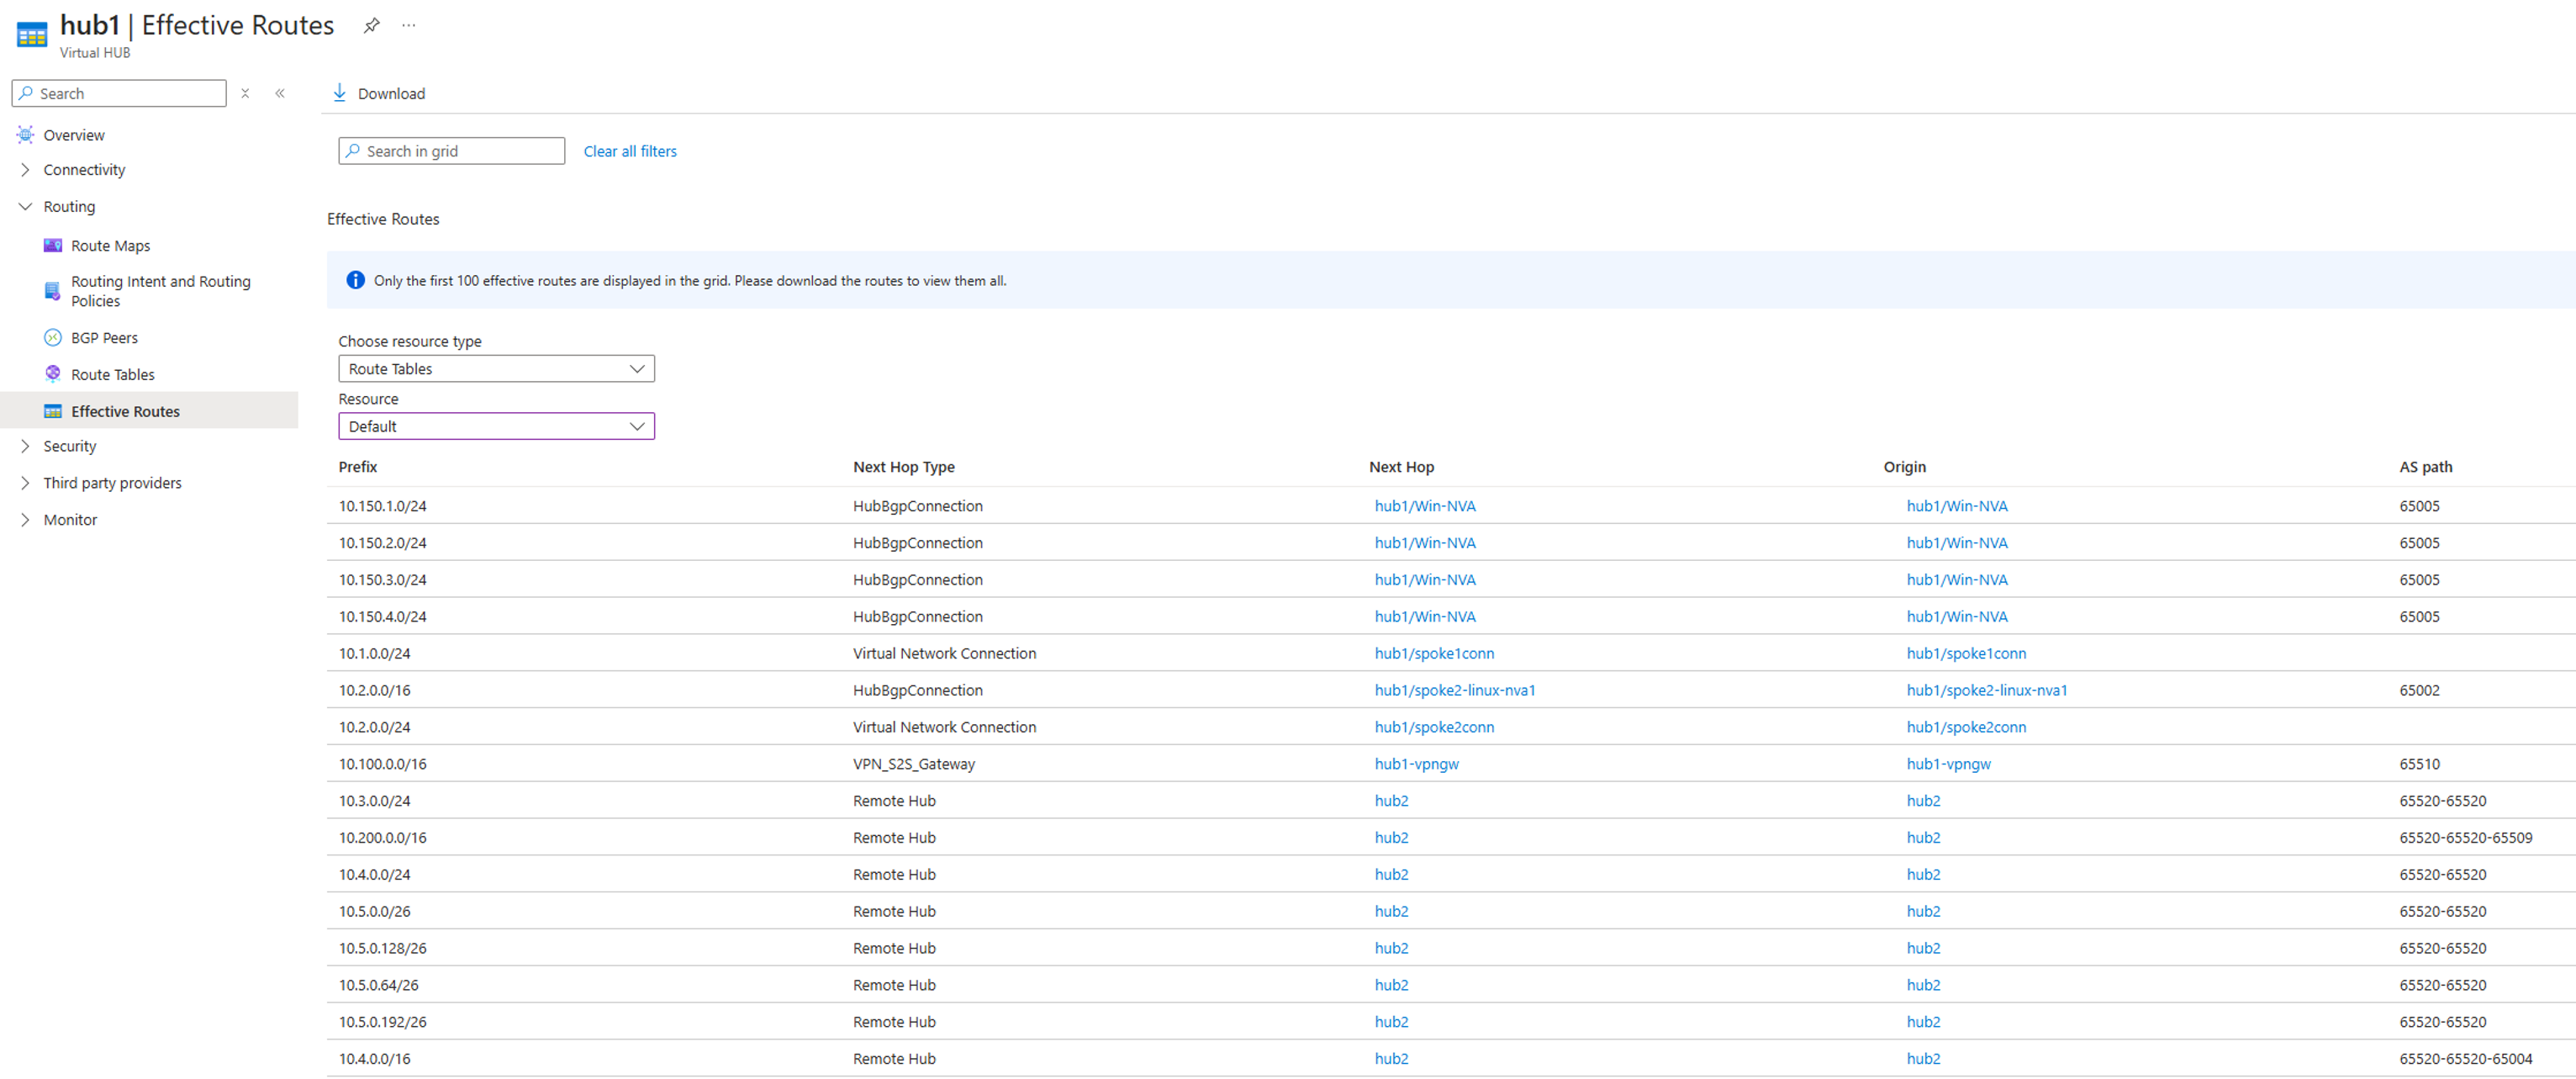 hub1 | Effective Routes
Virtual HUB
Search
Download
Overview
Search in grid Clear all filters
Connectivity
Routing
Effective Routes
Route Maps
Routing Intent and Routing
Policies
Only the first 100 effective routes are displayed in the grid. Please download the routes to view them all.
BGP Peers
Choose resource type
Route Tables
Route Tables
Resource
Effective Routes
Default
Security
Third party providers
Monitor
Prefix Next Hop Type Next Hop Origin AS path
10.150.1.0/24 HubBgpConnection hub1/Win-NVA hub1/Win-NVA 65005
10.150.2.0/24 HubBgpConnection hub1/Win-NVA hub1/Win-NVA 65005
10.150.3.0/24 HubBgpConnection hub1/Win-NVA hub1/Win-NVA 65005
10.150.4.0/24 HubBgpConnection hub1/Win-NVA hub1/Win-NVA 65005
10.1.0.0/24 Virtual Network Connection hub1/spoke1conn hub1/spoke1conn
10.2.0.0/16 HubBgpConnection hub1/spoke2-linux-nva1 hub1/spoke2-linux-nva1 65002
10.2.0.0/24 Virtual Network Connection hub1/spoke2conn hub1/spoke2conn
10.100.0.0/16 VPN_S2S_Gateway hub1-vpngw hub1-vpngw 65510
10.3.0.0/24 Remote Hub hub2 hub2 65520-65520
10.200.0.0/16 Remote Hub hub2 hub2 65520-65520-65509
10.4.0.0/24 Remote Hub hub2 hub2 65520-65520
10.5.0.0/26 Remote Hub hub2 hub2 65520-65520
10.5.0.128/26 Remote Hub hub2 hub2 65520-65520
10.5.0.64/26 Remote Hub hub2 hub2 65520-65520
10.5.0.192/26 Remote Hub hub2 hub2 65520-65520
10.4.0.0/16 Remote Hub hub2 hub2 65520-65520-65004